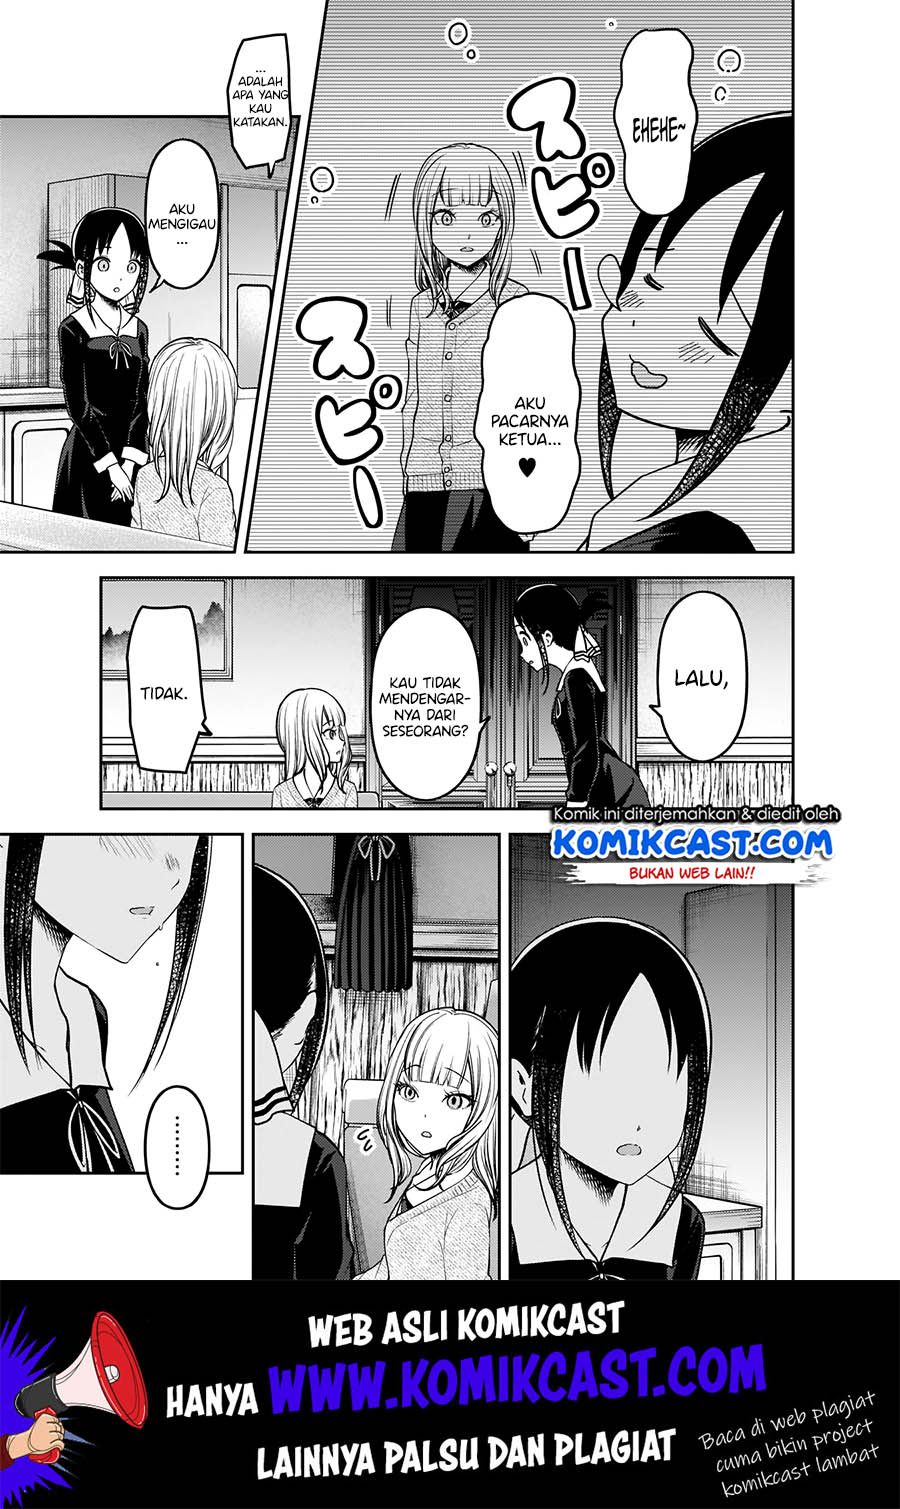 EHEHE~
スピー
AKU
PACARNYA
KETUA...
♥
スピー
...
ADALAH
APA YANG
KAU
KATAKAN.
AKU
MENGIGAU
...
LALU,
KAU TIDAK
MENDENGAR-
NYA DARI
SESEORANG?
TIDAK.
Komik ini diterjemahkan & diedit oleh
KOMIKCAST.COM
BUKAN WEB LAIN!!
.........
WEB ASLI KOMIKCAST
HANYA WWW.KOMIKCAST.COM
LAINNYA PALSU DAN PLAGIAT
Baca di web plagiat
cuma bikin project
komikcast lambat